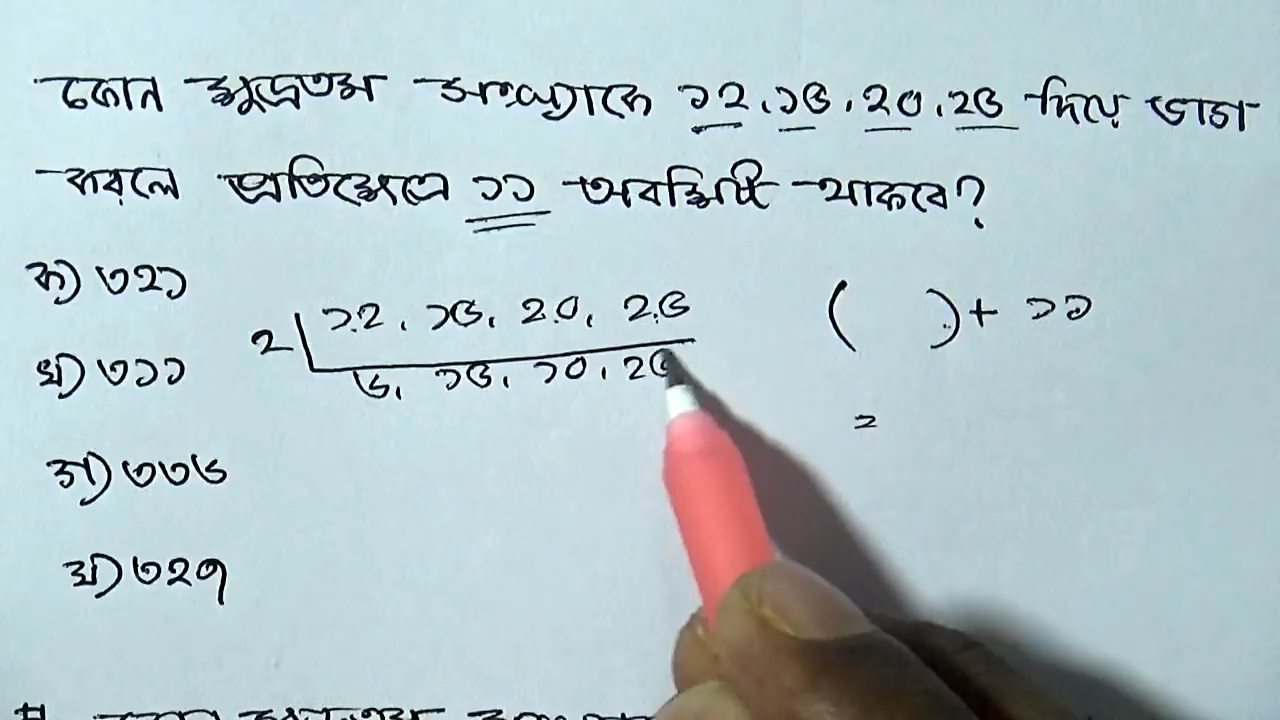 কোন ক্ষুদ্রতম সংখ্যাকে ১২, ১৫, ২০, ২৫ দিয়ে ভাগ
করলে প্রতিক্ষেত্রে ১১ অবশিষ্ট থাকবে?
ক) ৩২১
খ) ৩১১
গ) ৩৩৬
ঘ) ৩২৭
২ | ১২, ১৫, ২০, ২৫
৬, ১৫, ১০, ২৫
( ) + ১১
=